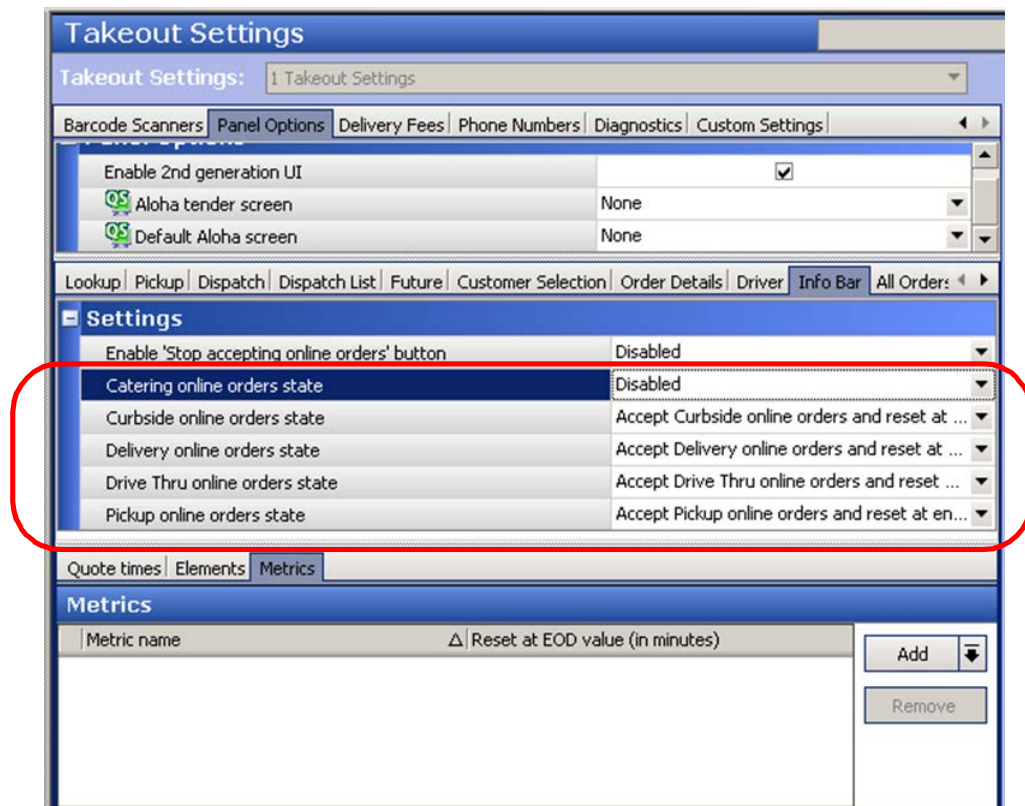 Takeout Settings
Takeout Settings: 1 Takeout Settings
Barcode Scanners Panel Options Delivery Fees Phone Numbers Diagnostics Custom Settings
Enable 2nd generation UI
QS Aloha tender screen None
QS Default Aloha screen None
Lookup Pickup Dispatch Dispatch List Future Customer Selection Order Details Driver Info Bar All Orders
Settings
Enable 'Stop accepting online orders' button Disabled
Catering online orders state Disabled
Curbside online orders state Accept Curbside online orders and reset at ...
Delivery online orders state Accept Delivery online orders and reset at ...
Drive Thru online orders state Accept Drive Thru online orders and reset ...
Pickup online orders state Accept Pickup online orders and reset at en...
Quote times Elements Metrics
Metrics
Metric name Reset at EOD value (in minutes)
Add
Remove